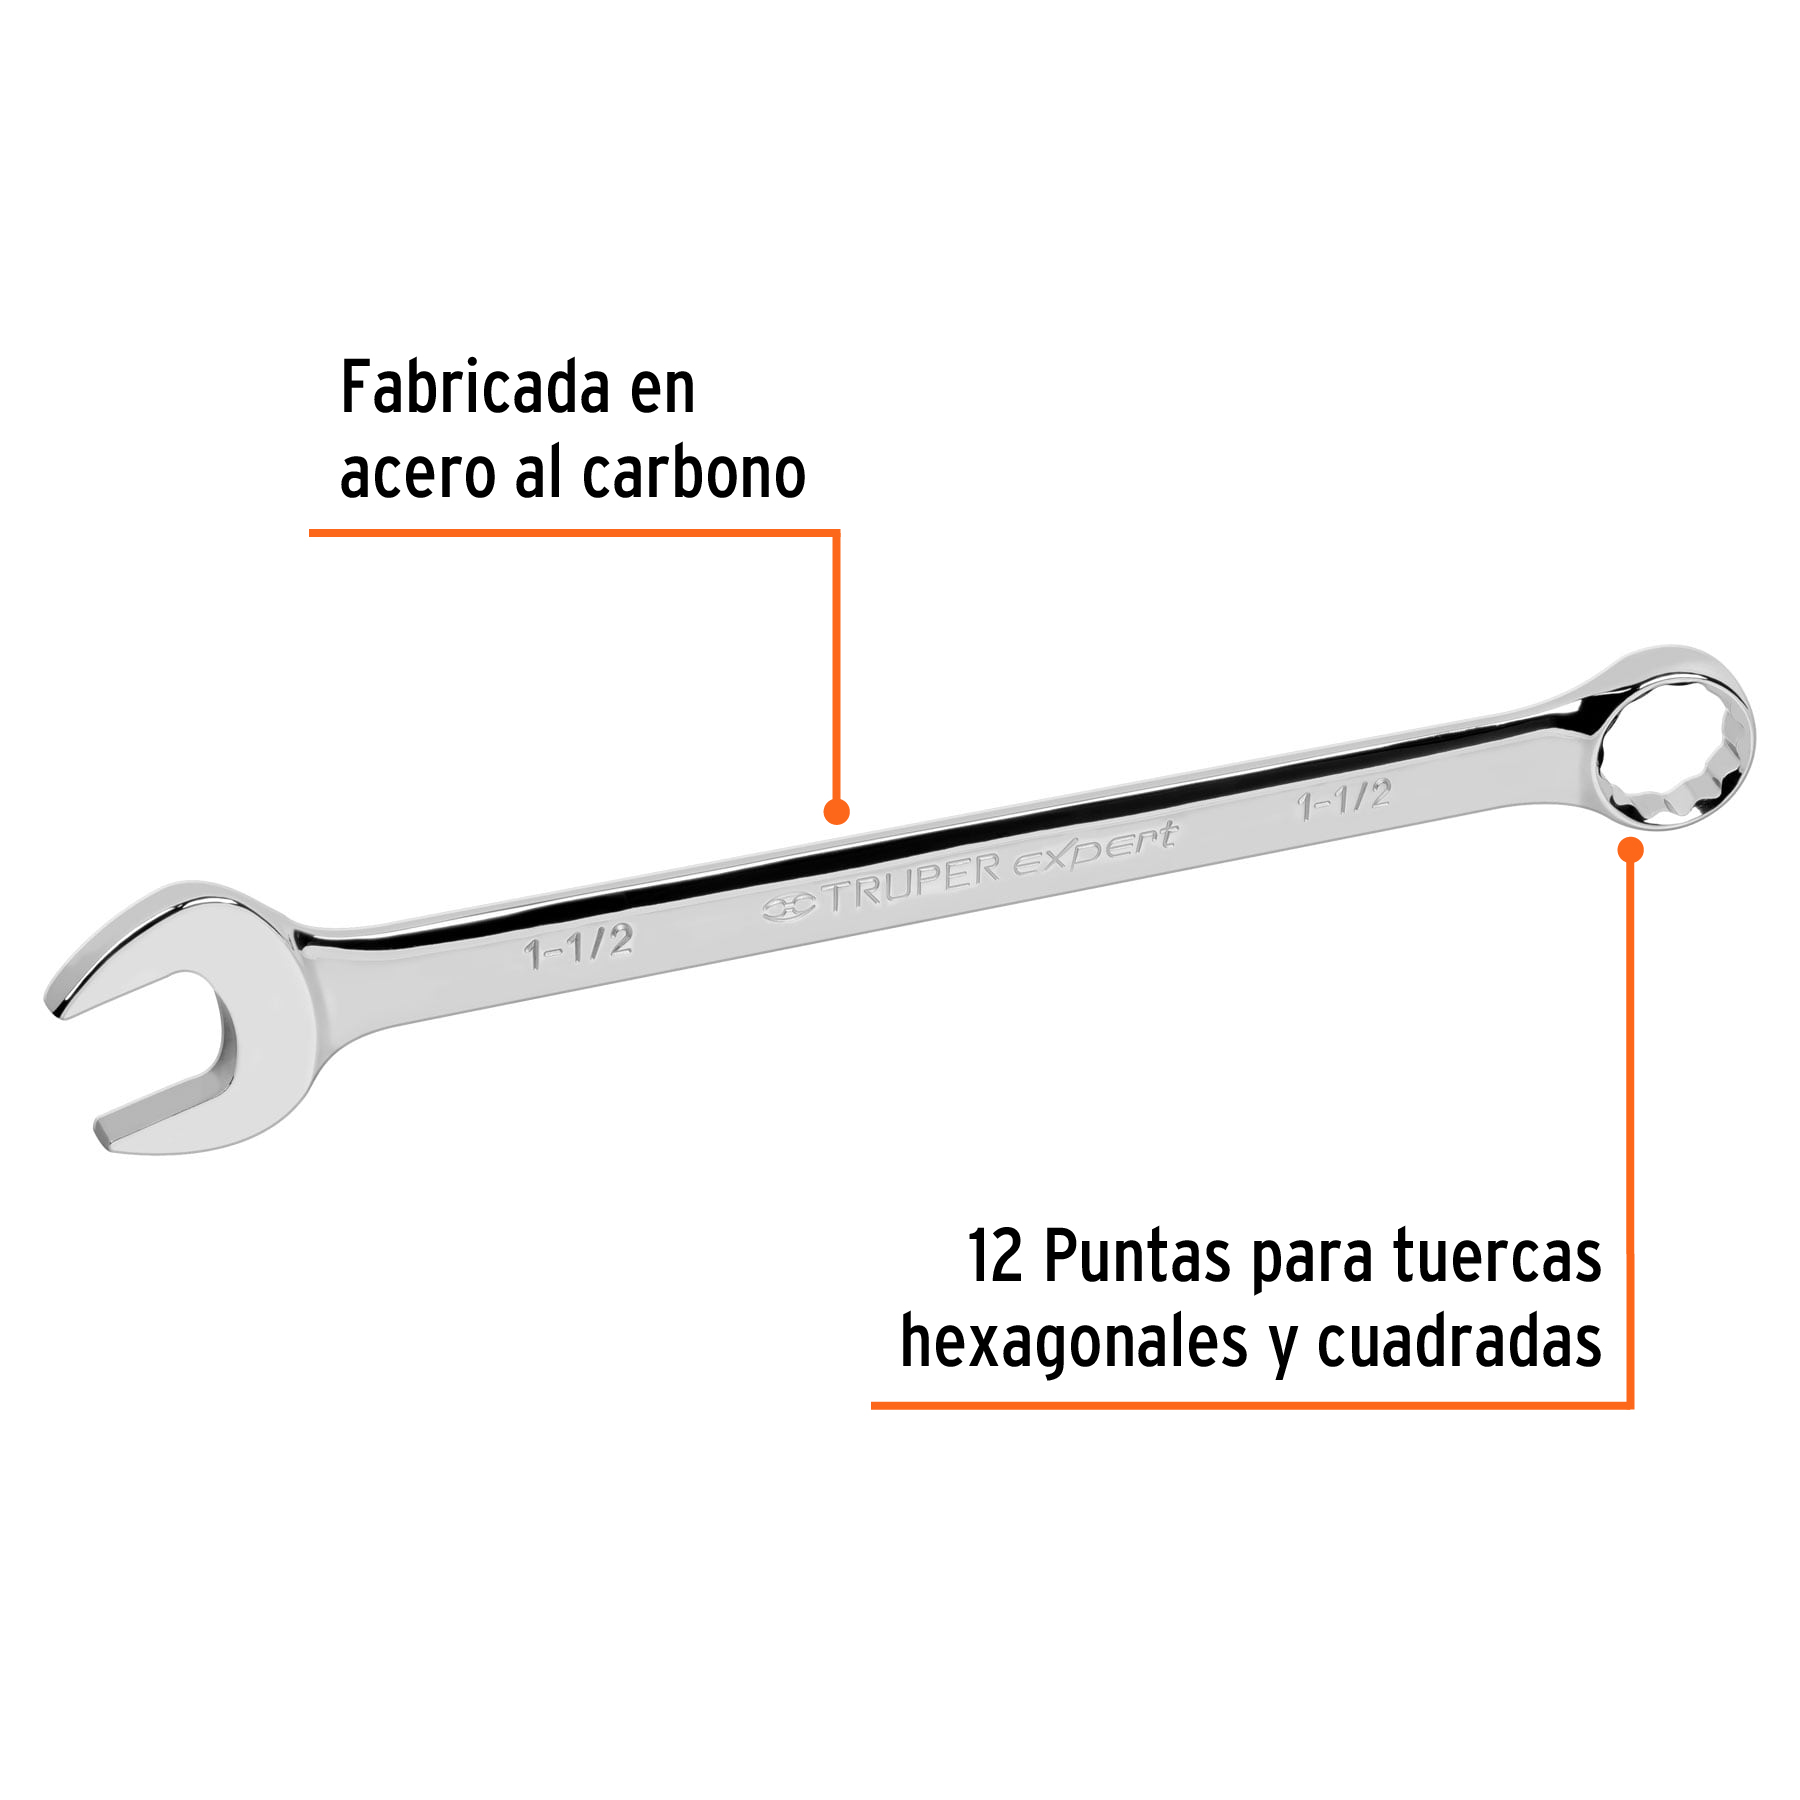 Fabricada en
acero al carbono
1-1/2
TRUPER expert
1-1/2
12 Puntas para tuercas
hexagonales y cuadradas